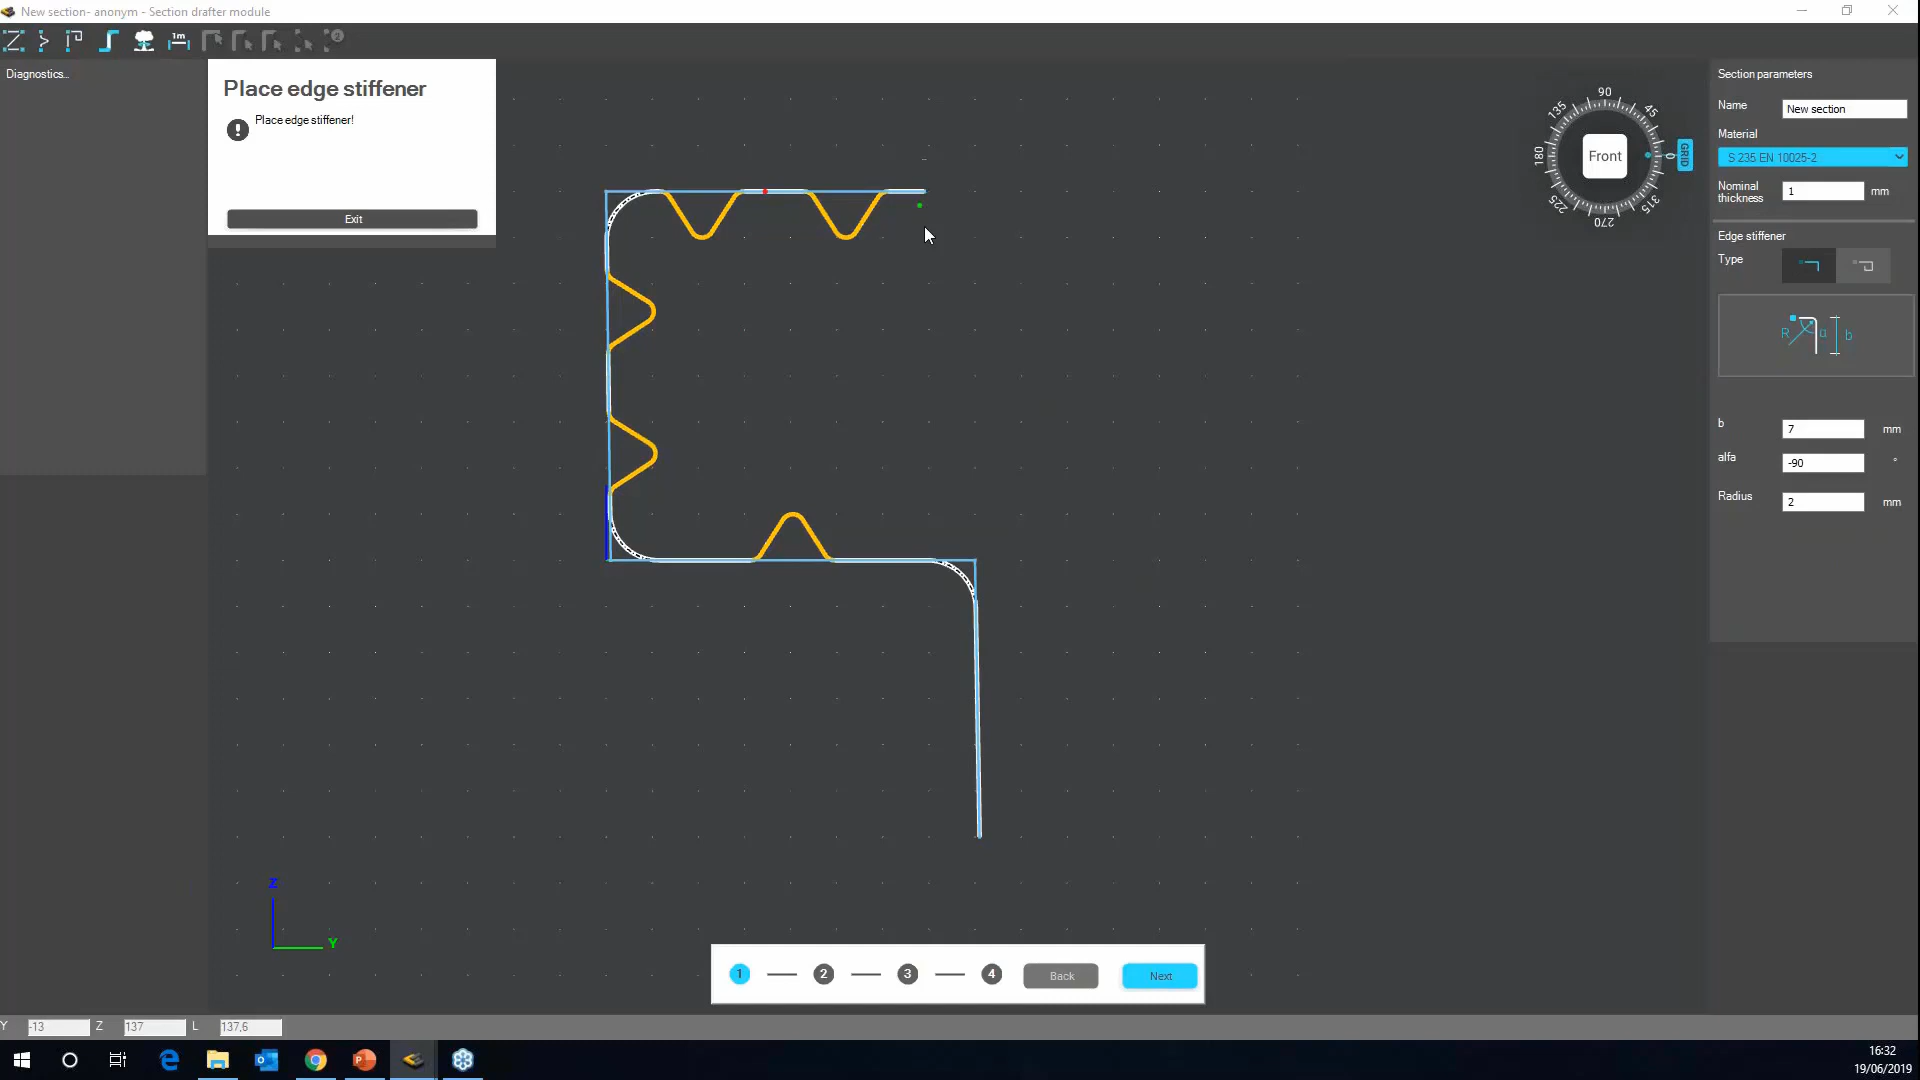 New section- anonym - Section drafter module
1m
2
Diagnostics...
Place edge stiffener
Place edge stiffener!
Exit
90
45
0
315
270
225
180
135
Front
GRID
Section parameters
Name
New section
Material
S 235 EN 10025-2
Nominal thickness
1
mm
Edge stiffener
Type
R
α
b
b
7
mm
alfa
-90
°
Radius
2
mm
Z
Y
1
2
3
4
Back
Next
Y
-13
Z
137
L
137,6
16:32
19/06/2019